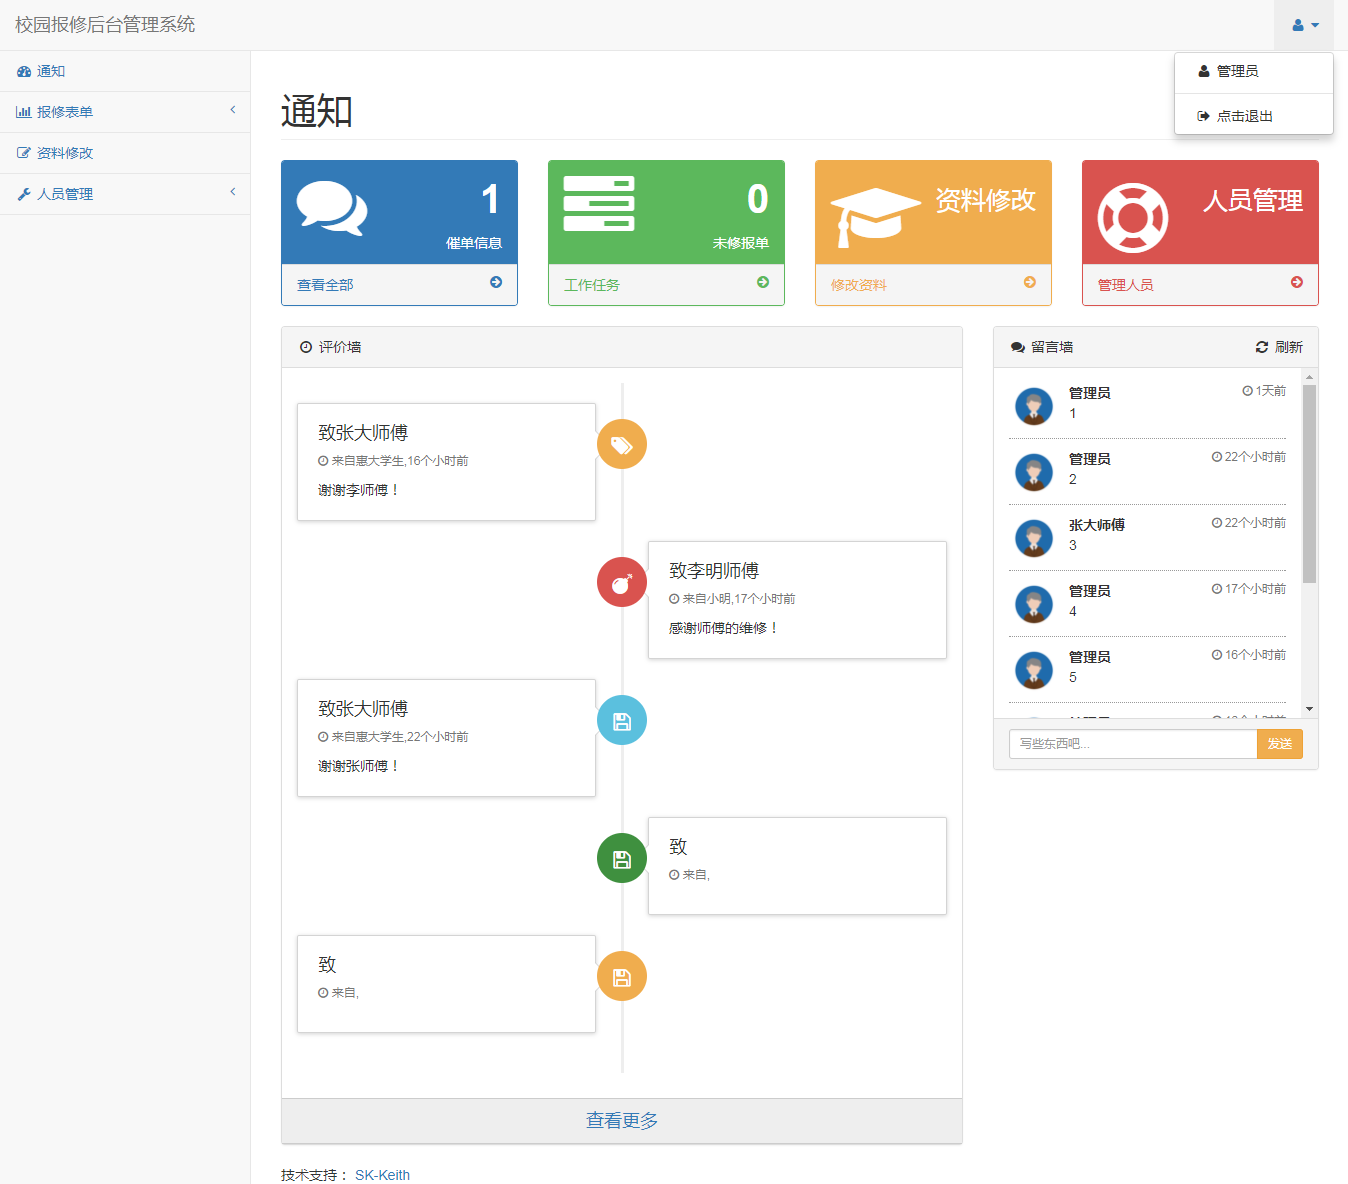 校园报修后台管理系统
通知
报修表单
资料修改
人员管理
管理员
点击退出
通知
1
催单信息
查看全部
0
未修报单
工作任务
资料修改
修改资料
人员管理
管理人员
评价墙
致张大师傅
来自惠大学生,16个小时前
谢谢李师傅！
致李明师傅
来自小明,17个小时前
感谢师傅的维修！
致张大师傅
来自惠大学生,22个小时前
谢谢张师傅！
致
来自,
致
来自,
查看更多
留言墙 刷新
管理员 1天前
1
管理员 22个小时前
2
张大师傅 22个小时前
3
管理员 17个小时前
4
管理员 16个小时前
5
写些东西吧... 发送
技术支持： SK-Keith